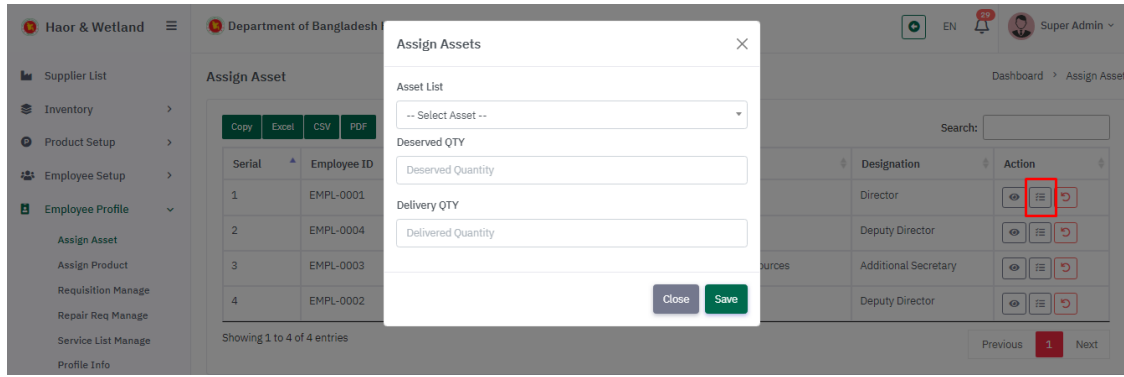 Haor & Wetland
Department of Bangladesh
EN
29
Super Admin
Supplier List
Inventory
Product Setup
Employee Setup
Employee Profile
Assign Asset
Assign Product
Requisition Manage
Repair Req Manage
Service List Manage
Profile Info
Assign Asset
Dashboard > Assign Asset
Copy Excel CSV PDF
Search:
Serial Employee ID Designation Action
1 EMPL-0001 Director
2 EMPL-0004 Deputy Director
3 EMPL-0003 Additional Secretary
4 EMPL-0002 Deputy Director
Showing 1 to 4 of 4 entries
Previous 1 Next
Assign Assets
Asset List
-- Select Asset --
Deserved QTY
Deserved Quantity
Delivery QTY
Delivered Quantity
Close Save